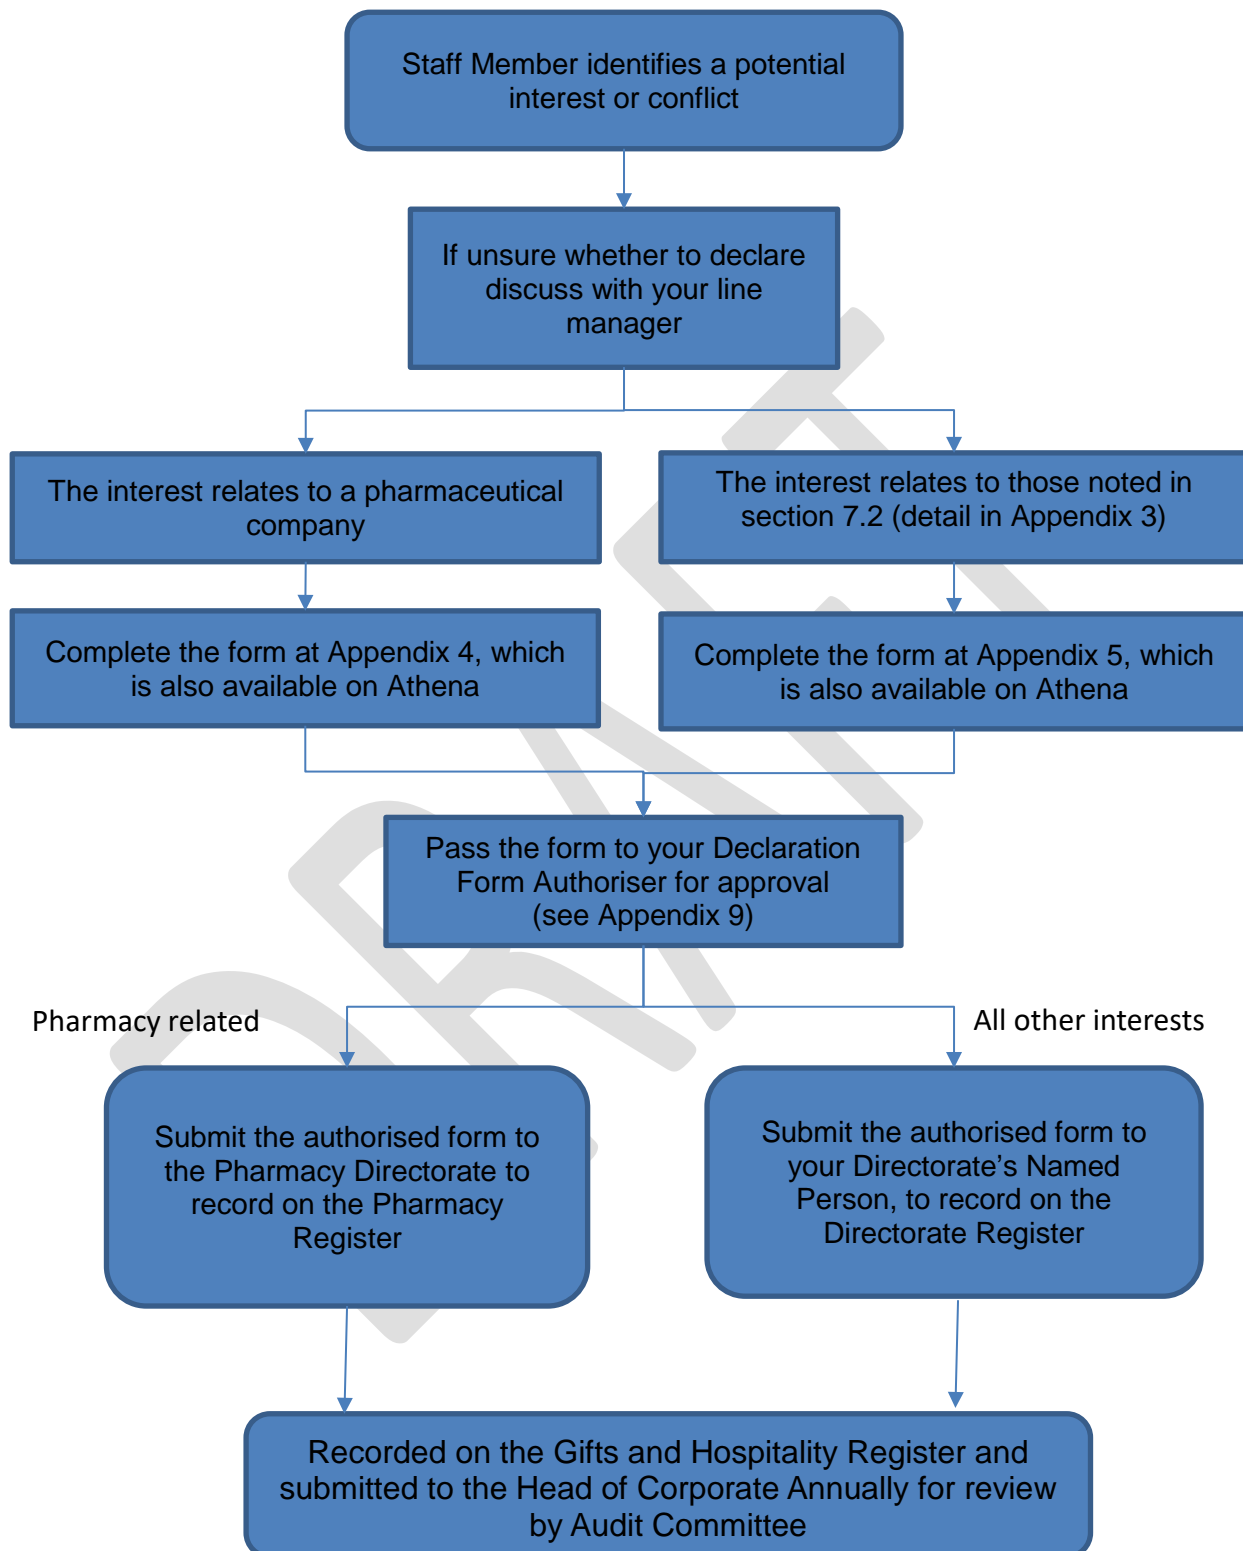 Staff Member identifies a potential
interest or conflict
If unsure whether to declare
discuss with your line
manager
The interest relates to a pharmaceutical
company
The interest relates to those noted in
section 7.2 (detail in Appendix 3)
Complete the form at Appendix 4, which
is also available on Athena
Complete the form at Appendix 5, which
is also available on Athena
Pass the form to your Declaration
Form Authoriser for approval
(see Appendix 9)
Pharmacy related
All other interests
Submit the authorised form to
the Pharmacy Directorate to
record on the Pharmacy
Register
Submit the authorised form to
your Directorate’s Named
Person, to record on the
Directorate Register
Recorded on the Gifts and Hospitality Register and
submitted to the Head of Corporate Annually for review
by Audit Committee
DRAFT